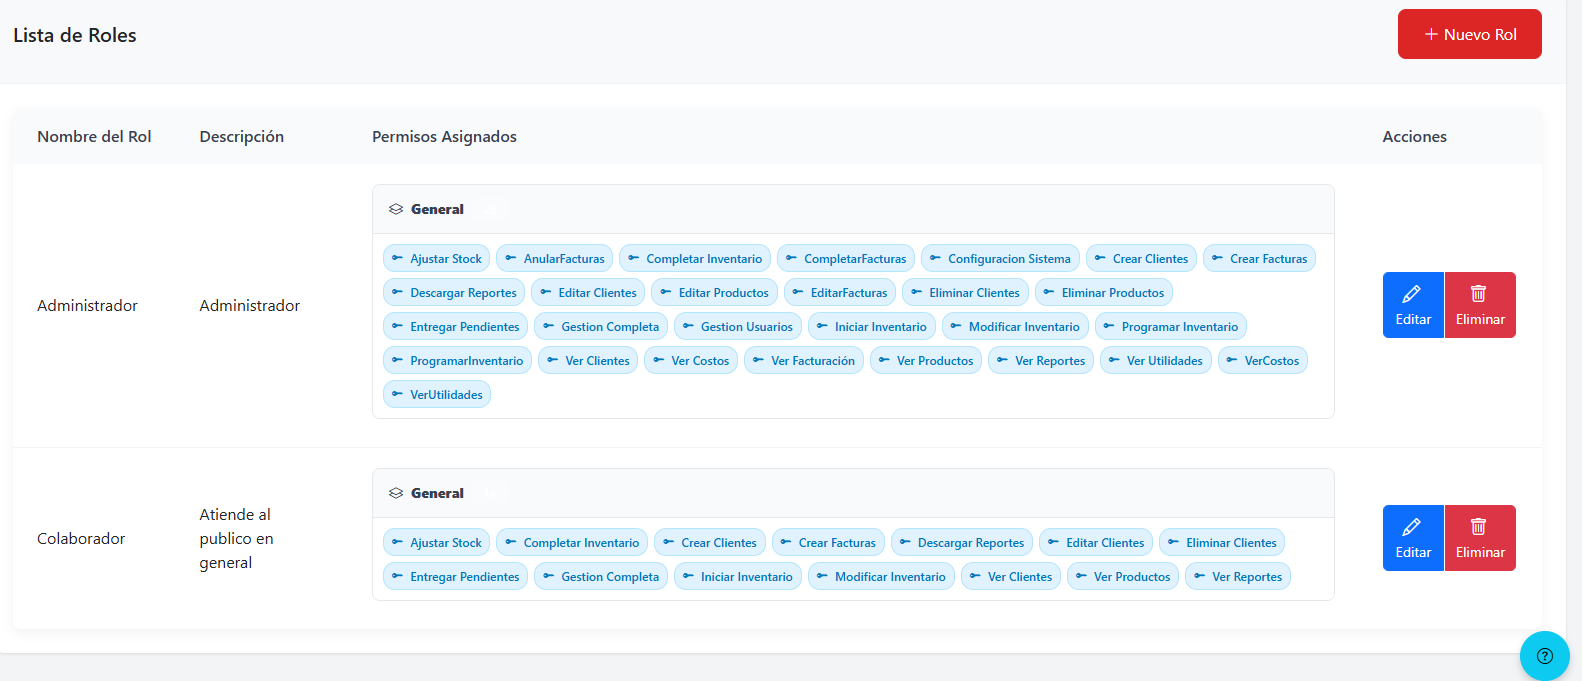 Lista de Roles
Nuevo Rol
Nombre del Rol Descripción Permisos Asignados Acciones
General
Ajustar Stock AnularFacturas Completar Inventario CompletarFacturas Configuracion Sistema Crear Clientes Crear Facturas
Descargar Reportes Editar Clientes Editar Productos EditarFacturas Eliminar Clientes Eliminar Productos
Administrador Administrador
Entregar Pendientes Gestion Completa Gestion Usuarios Iniciar Inventario Modificar Inventario Programar Inventario
ProgramarInventario Ver Clientes Ver Costos Ver Facturación Ver Productos Ver Reportes Ver Utilidades VerCostos
VerUtilidades
Editar Eliminar
General
Colaborador
Atiende al
publico en
general
Ajustar Stock Completar Inventario Crear Clientes Crear Facturas Descargar Reportes Editar Clientes Eliminar Clientes
Entregar Pendientes Gestion Completa Iniciar Inventario Modificar Inventario Ver Clientes Ver Productos Ver Reportes
Editar Eliminar
?